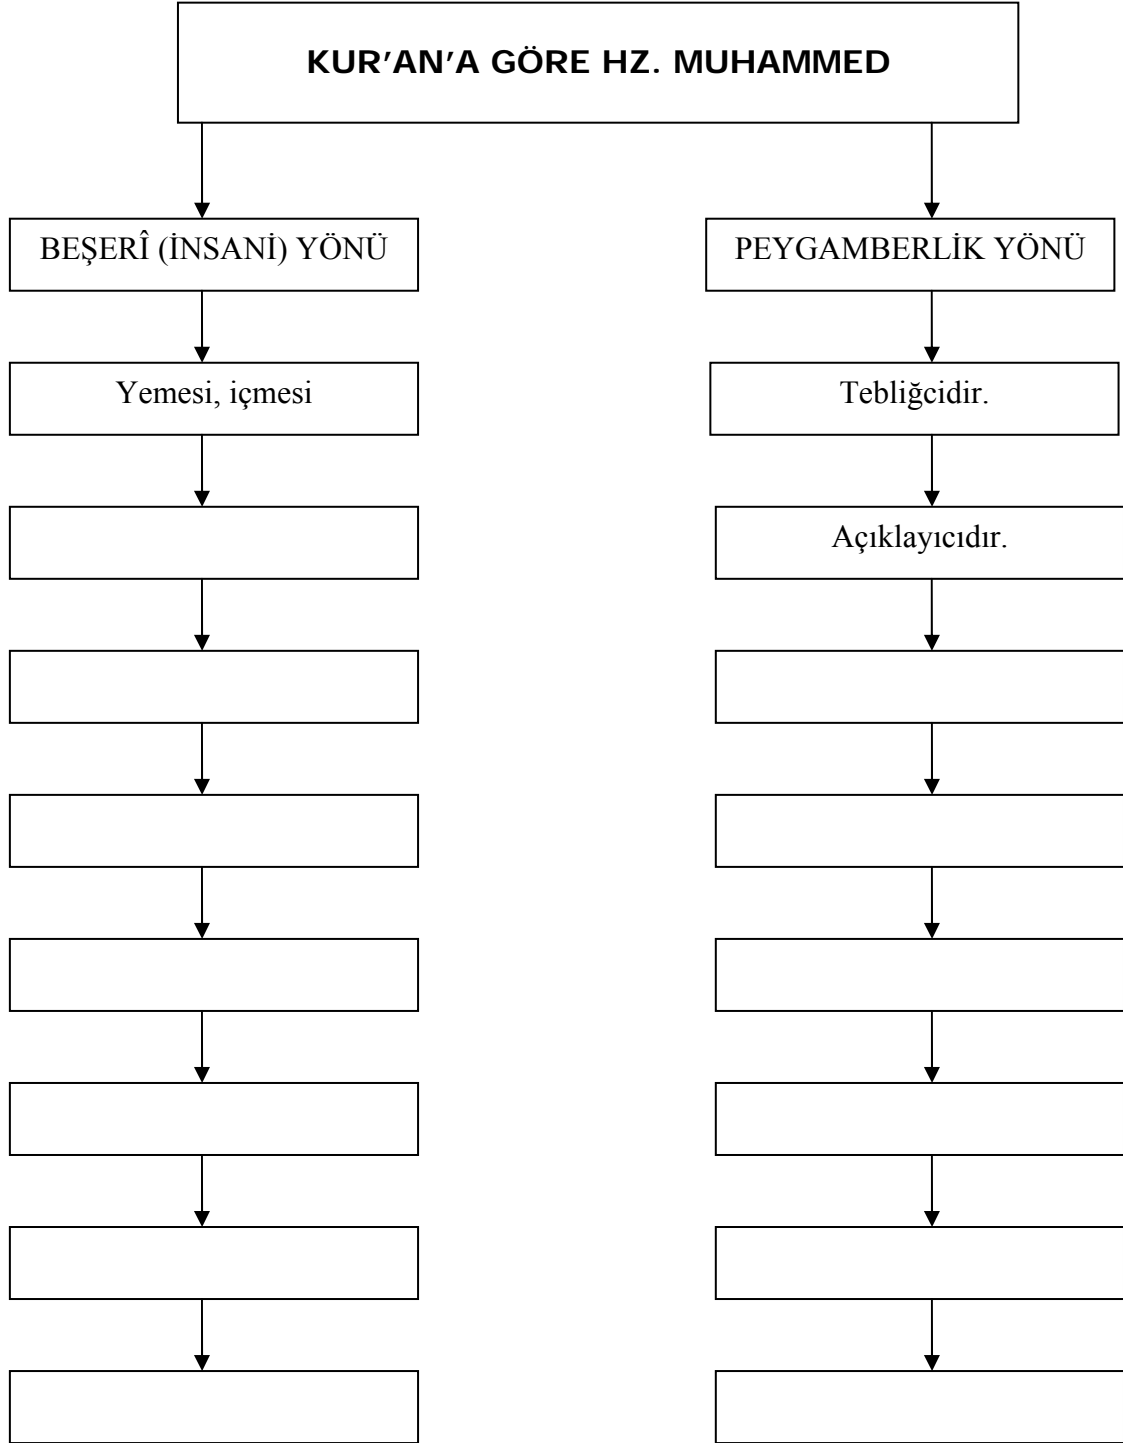 KUR’AN’A GÖRE HZ. MUHAMMED
BEŞERÎ (İNSANİ) YÖNÜ
PEYGAMBERLİK YÖNÜ
Yemesi, içmesi
Tebliğcidir.
Açıklayıcıdır.